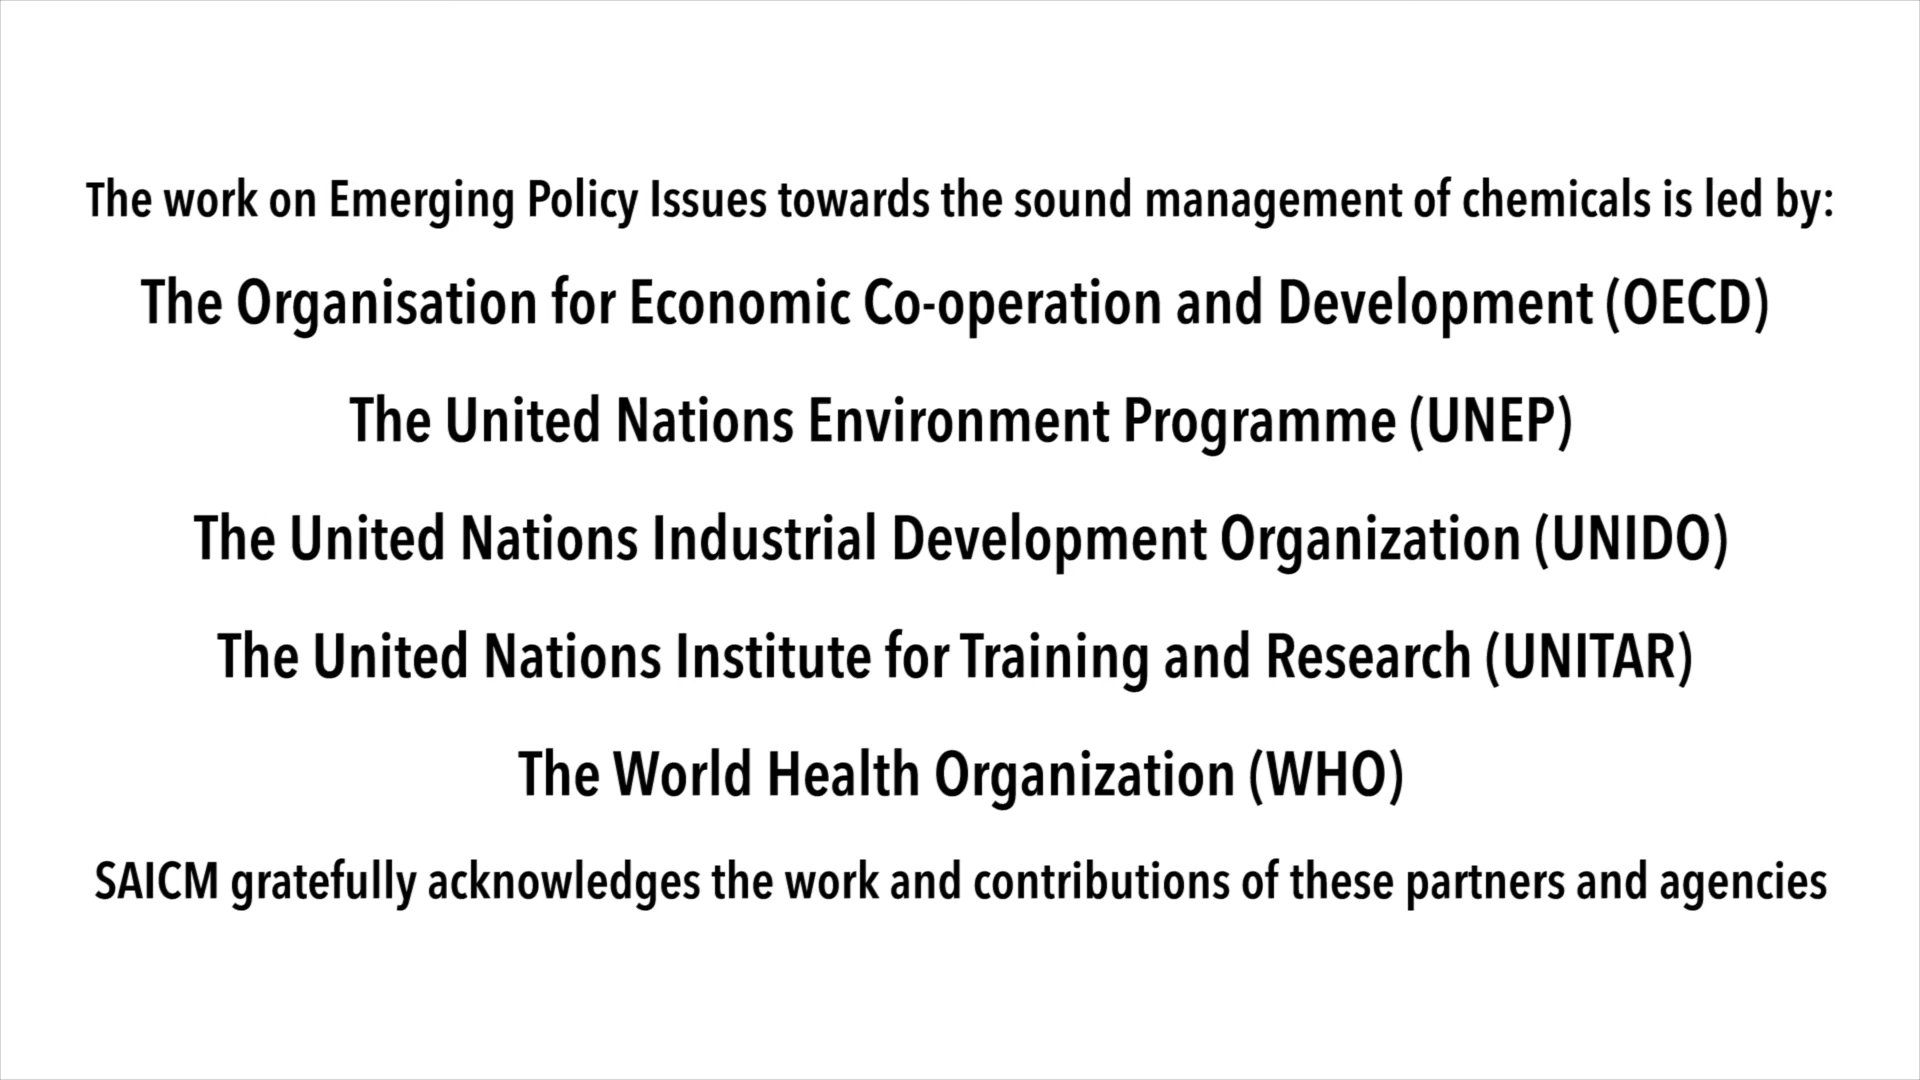 The work on Emerging Policy Issues towards the sound management of chemicals is led by:
The Organisation for Economic Co-operation and Development (OECD)
The United Nations Environment Programme (UNEP)
The United Nations Industrial Development Organization (UNIDO)
The United Nations Institute for Training and Research (UNITAR)
The World Health Organization (WHO)
SAICM gratefully acknowledges the work and contributions of these partners and agencies